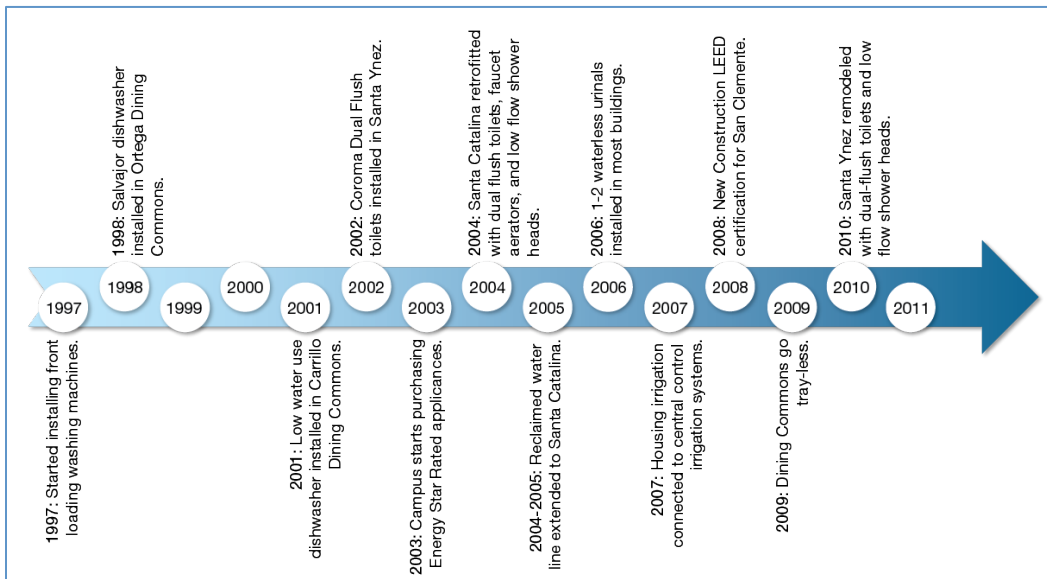 1998: Salvajor dishwasher
installed in Ortega Dining
Commons.
2002: Coroma Dual Flush
toilets installed in Santa Ynez.
2004: Santa Catalina retrofitted
with dual flush toilets, faucet
aerators, and low flow shower
heads.
2006: 1-2 waterless urinals
installed in most buildings.
2008: New Construction LEED
certification for San Clemente.
2010: Santa Ynez remodeled
with dual-flush toilets and low
flow shower heads.
1997
1998
1999
2000
2001
2002
2003
2004
2005
2006
2007
2008
2009
2010
2011
1997: Started installing front
loading washing machines.
2001: Low water use
dishwasher installed in Carrillo
Dining Commons.
2003: Campus starts purchasing
Energy Star Rated applicances.
2004-2005: Reclaimed water
line extended to Santa Catalina.
2007: Housing irrigation
connected to central control
irrigation systems.
2009: Dining Commons go
tray-less.